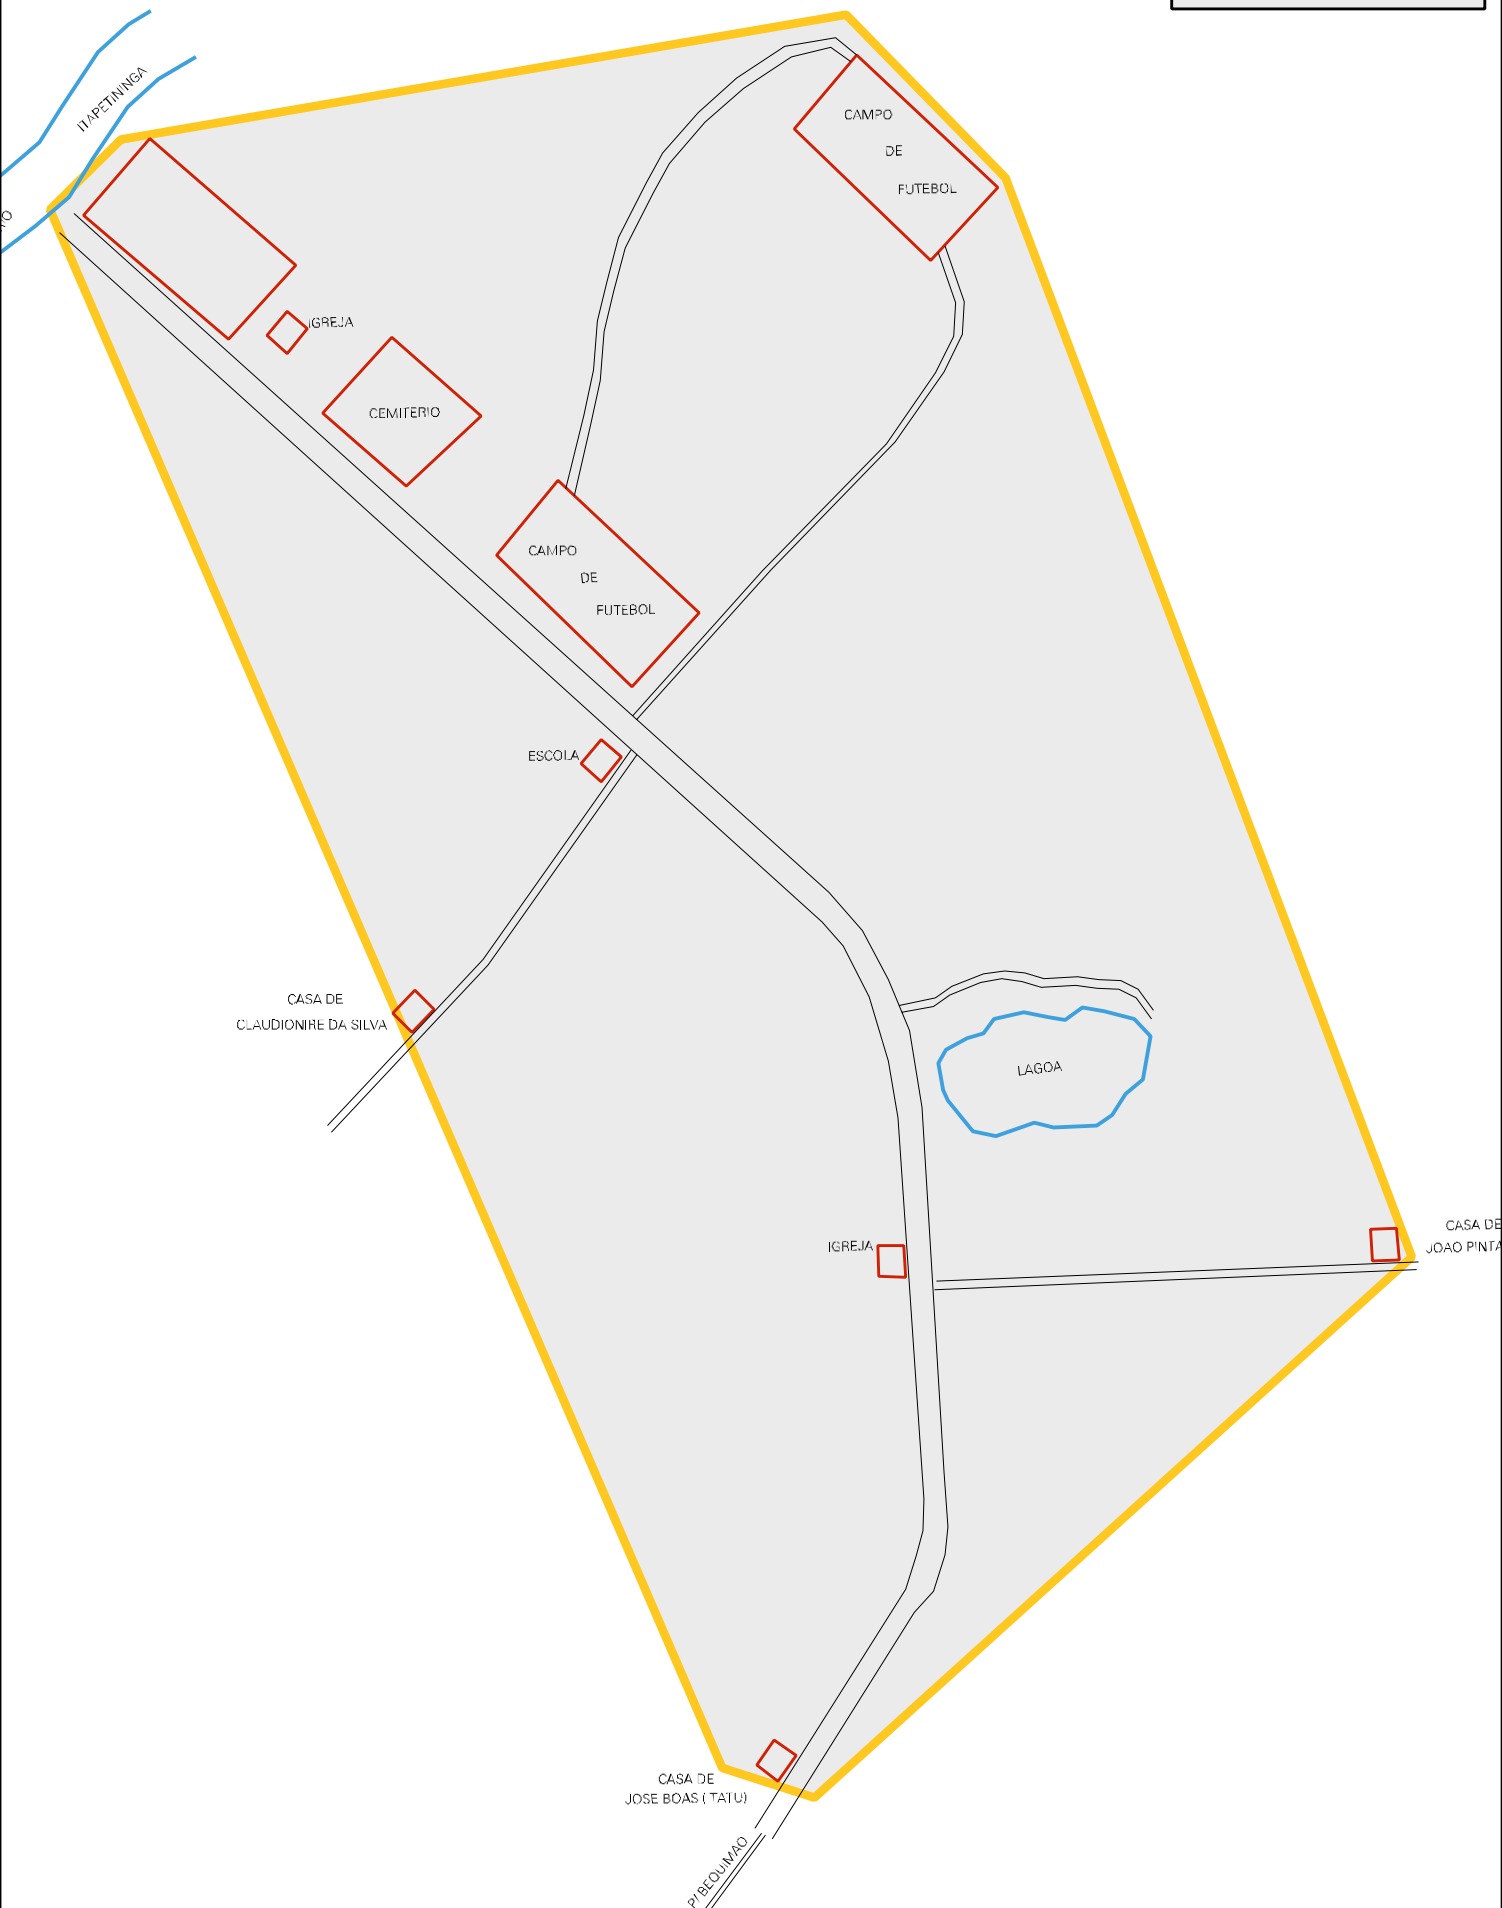 ITAPETININGA
CAMPO
DE
FUTEBOL
IGREJA
CEMITERIO
CAMPO
DE
FUTEBOL
ESCOLA
CASA DE
CLAUDIONIRE DA SILVA
LAGOA
IGREJA
CASA DE
JOAO PINTA
CASA DE
JOSE BOAS ( TATU)
P/ BEQUIMAO